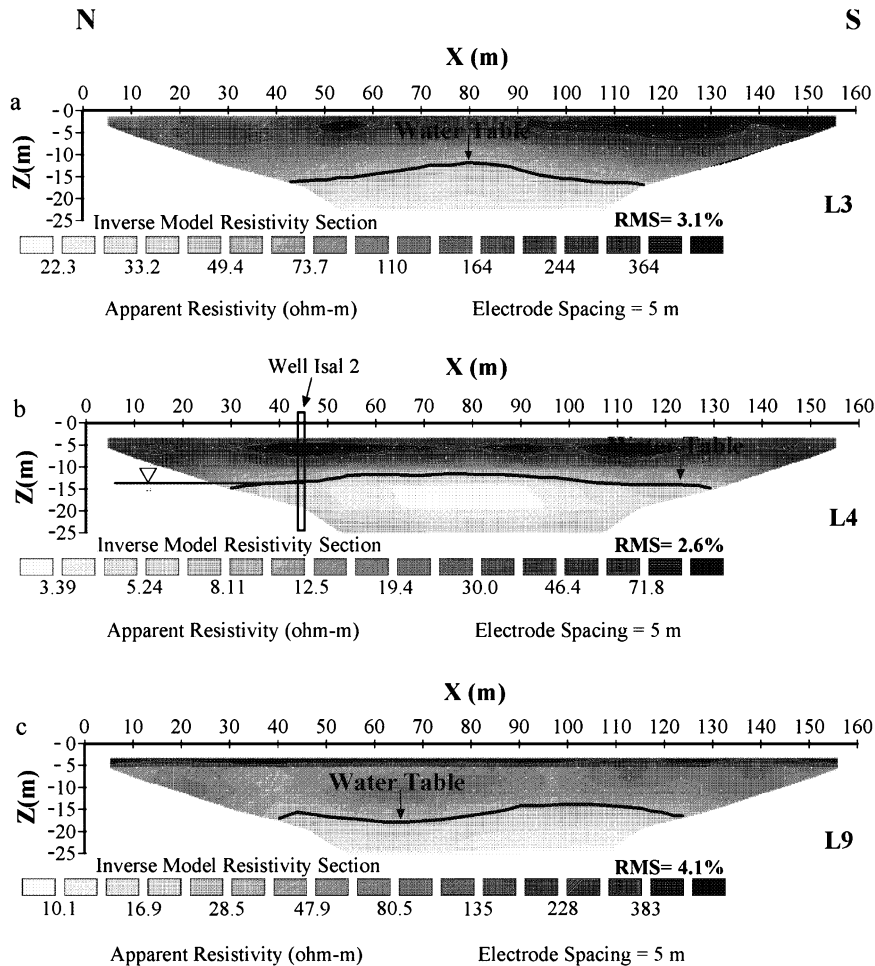 N S
X (m)
0 10 20 30 40 50 60 70 80 90 100 110 120 130 140 150 160
a
Z(m)
0
-5
-10
-15
-20
-25
Water Table
L3
Inverse Model Resistivity Section RMS= 3.1%
22.3 33.2 49.4 73.7 110 164 244 364
Apparent Resistivity (ohm-m) Electrode Spacing = 5 m
Well Isal 2
X (m)
b
0 10 20 30 40 50 60 70 80 90 100 110 120 130 140 150 160
Z(m)
0
-5
-10
-15
-20
-25
Water Table
L4
Inverse Model Resistivity Section RMS= 2.6%
3.39 5.24 8.11 12.5 19.4 30.0 46.4 71.8
Apparent Resistivity (ohm-m) Electrode Spacing = 5 m
X (m)
c
0 10 20 30 40 50 60 70 80 90 100 110 120 130 140 150 160
Z(m)
0
-5
-10
-15
-20
-25
Water Table
L9
Inverse Model Resistivity Section RMS= 4.1%
10.1 16.9 28.5 47.9 80.5 135 228 383
Apparent Resistivity (ohm-m) Electrode Spacing = 5 m